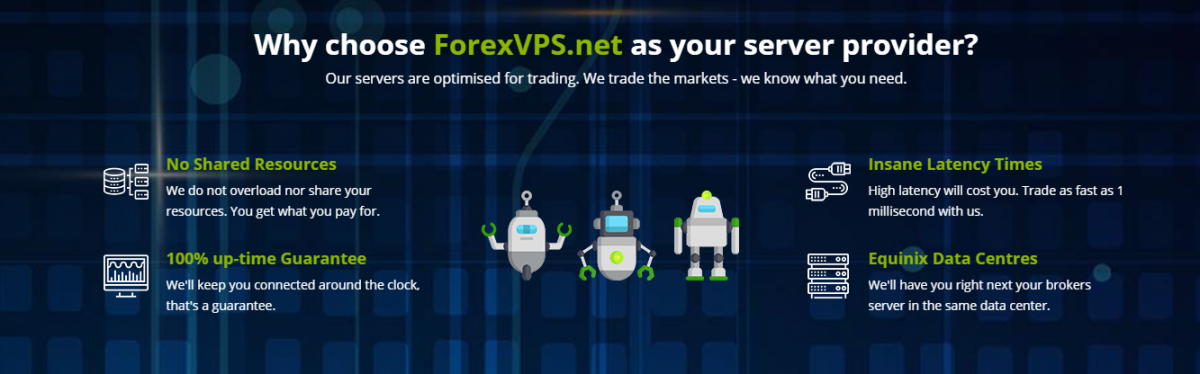 Why choose ForexVPS.net as your server provider?
Our servers are optimised for trading. We trade the markets - we know what you need.
No Shared Resources
We do not overload nor share your
resources. You get what you pay for.
100% up-time Guarantee
We'll keep you connected around the clock,
that's a guarantee.
Insane Latency Times
High latency will cost you. Trade as fast as 1
millisecond with us.
Equinix Data Centres
We'll have you right next your brokers
server in the same data center.